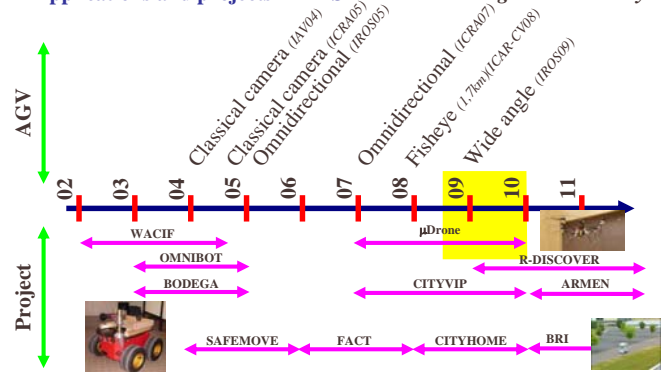 AGV
Classical camera (IAV04)
Classical camera (ICRA05)
Omnidirectional (IROS05)
Omnidirectional (ICRA07)
Fisheye (1,7km)(ICAR-CV08)
Wide angle (IROS09)
02 03 04 05 06 07 08 09 10 11
Project
WACIF
µDrone
OMNIBOT
R-DISCOVER
BODEGA
CITYVIP
ARMEN
SAFEMOVE
FACT
CITYHOME
BRI